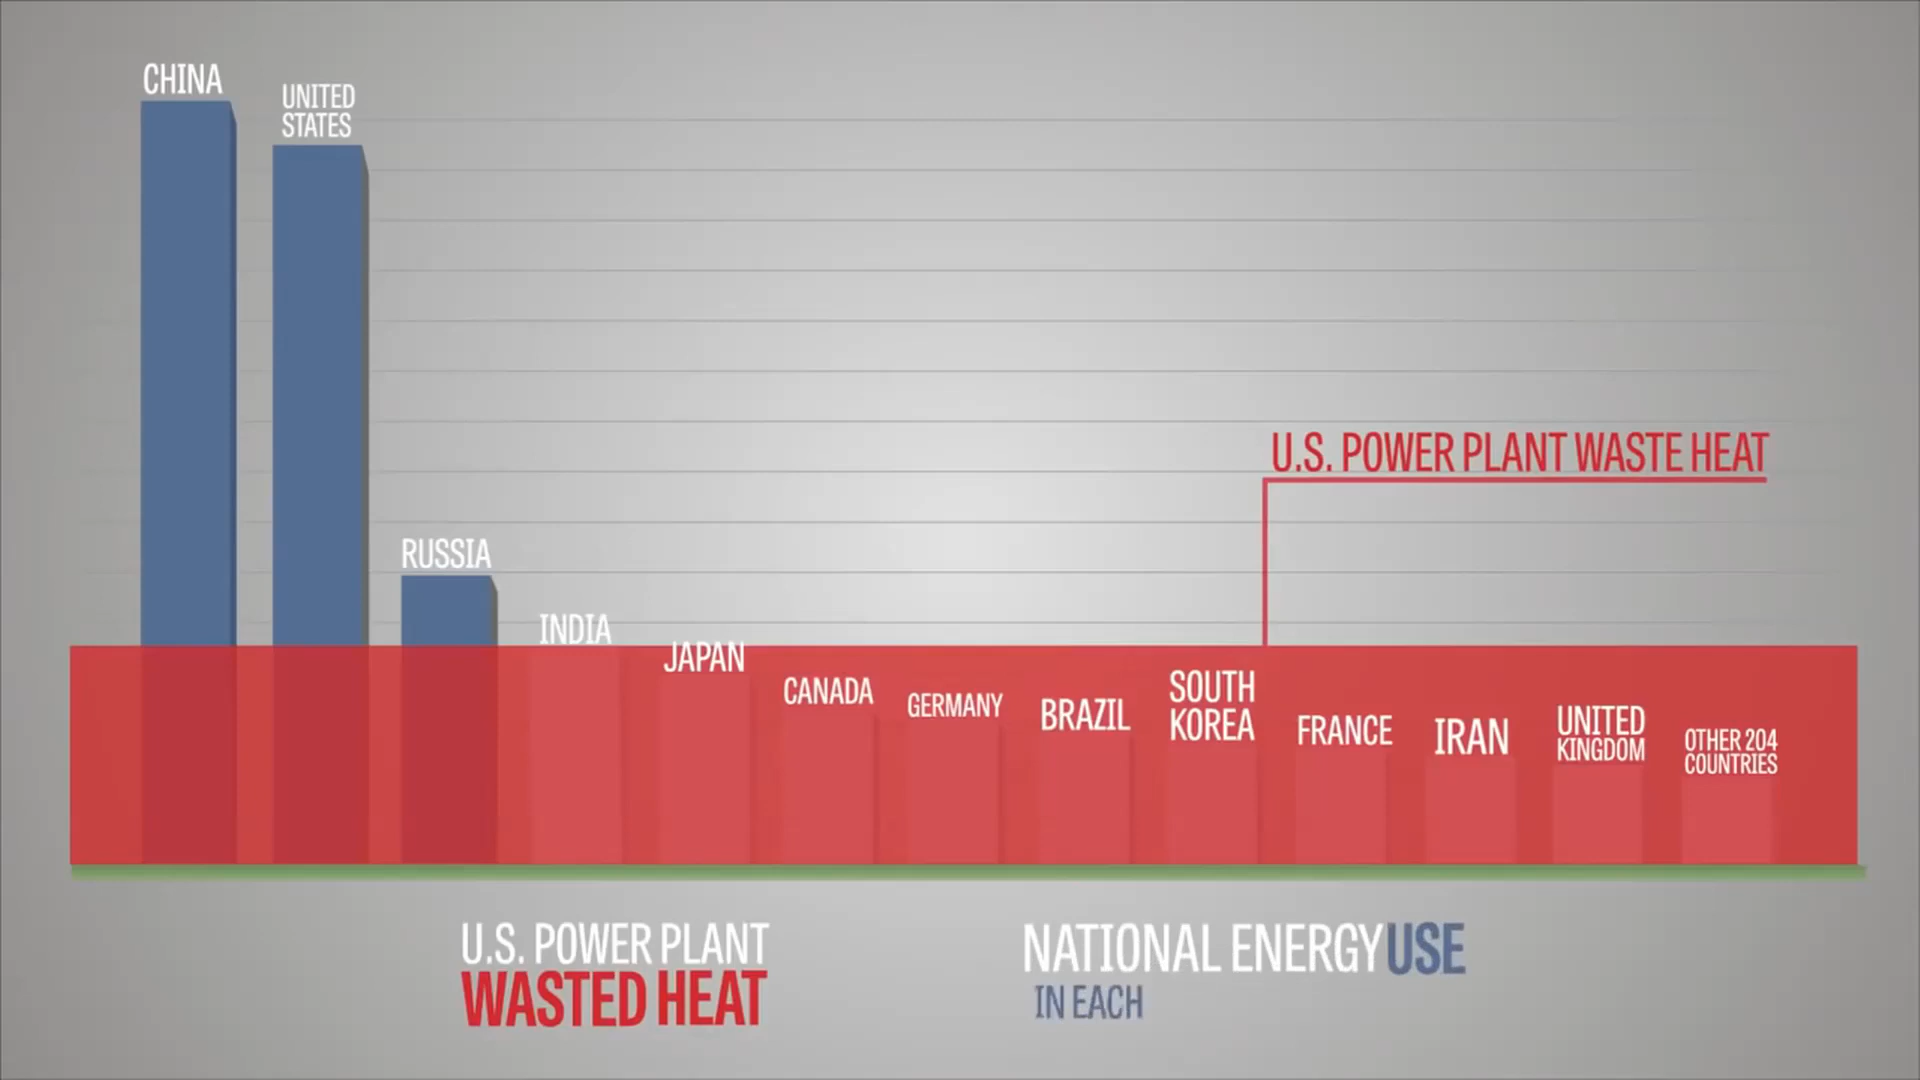 CHINA
UNITED
STATES
RUSSIA
INDIA
JAPAN
CANADA
GERMANY
BRAZIL
SOUTH
KOREA
FRANCE
IRAN
UNITED
KINGDOM
OTHER 204
COUNTRIES
U.S. POWER PLANT WASTE HEAT
U.S. POWER PLANT
WASTED HEAT
NATIONAL ENERGY USE
IN EACH